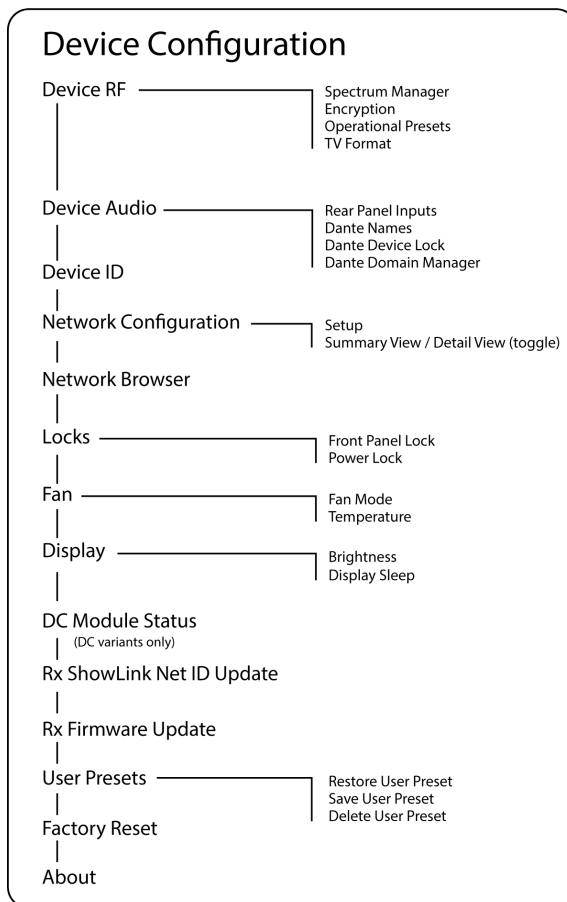 Device Configuration
Device RF
Spectrum Manager
Encryption
Operational Presets
TV Format
Device Audio
Rear Panel Inputs
Dante Names
Dante Device Lock
Dante Domain Manager
Device ID
Network Configuration
Setup
Summary View / Detail View (toggle)
Network Browser
Locks
Front Panel Lock
Power Lock
Fan
Fan Mode
Temperature
Display
Brightness
Display Sleep
DC Module Status
(DC variants only)
Rx ShowLink Net ID Update
Rx Firmware Update
User Presets
Restore User Preset
Save User Preset
Delete User Preset
Factory Reset
About